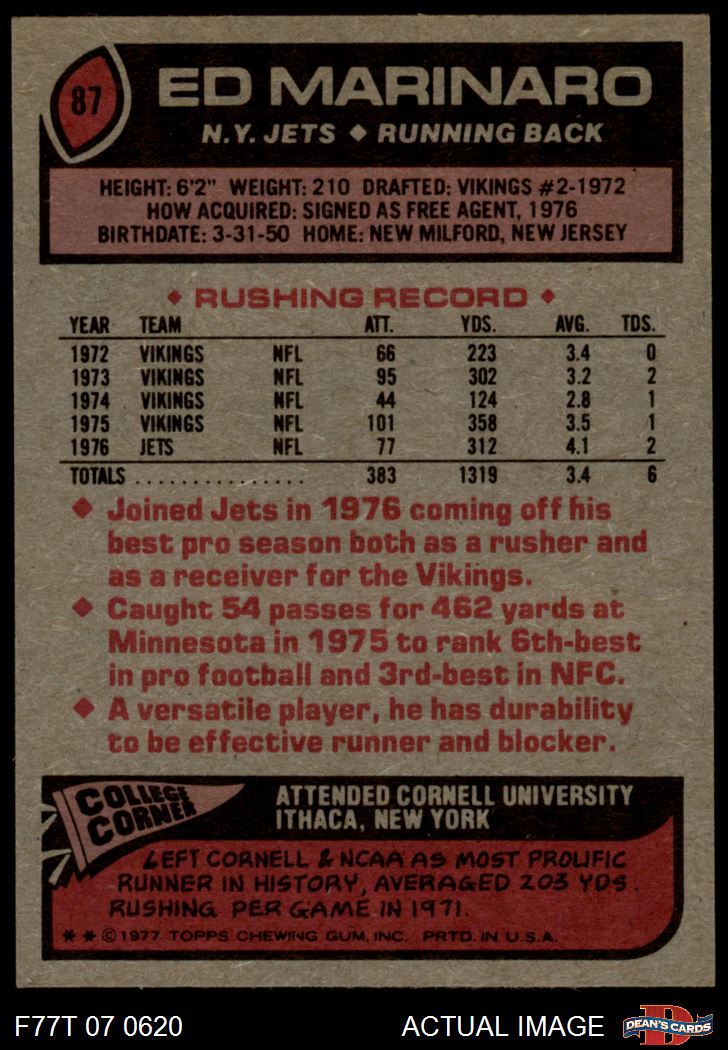 87
ED MARINARO
N.Y. JETS ♦ RUNNING BACK
HEIGHT: 6'2" WEIGHT: 210 DRAFTED: VIKINGS #2-1972
HOW ACQUIRED: SIGNED AS FREE AGENT, 1976
BIRTHDATE: 3-31-50 HOME: NEW MILFORD, NEW JERSEY
♦ RUSHING RECORD ♦
YEAR TEAM ATT. YDS. AVG. TDS.
1972 VIKINGS NFL 66 223 3.4 0
1973 VIKINGS NFL 95 302 3.2 2
1974 VIKINGS NFL 44 124 2.8 1
1975 VIKINGS NFL 101 358 3.5 1
1976 JETS NFL 77 312 4.1 2
TOTALS ............... 383 1319 3.4 6
♦ Joined Jets in 1976 coming off his
best pro season both as a rusher and
as a receiver for the Vikings.
♦ Caught 54 passes for 462 yards at
Minnesota in 1975 to rank 6th-best
in pro football and 3rd-best in NFC.
♦ A versatile player, he has durability
to be effective runner and blocker.
COLLEGE
CORNER
ATTENDED CORNELL UNIVERSITY
ITHACA, NEW YORK
LEFT CORNELL & NCAA AS MOST PROLIFIC
RUNNER IN HISTORY, AVERAGED 203 YDS.
RUSHING PER GAME IN 1971.
* * © 1977 TOPPS CHEWING GUM, INC. PRTD. IN U.S.A.
F77T 07 0620
ACTUAL IMAGE
D
DEAN'S CARDS